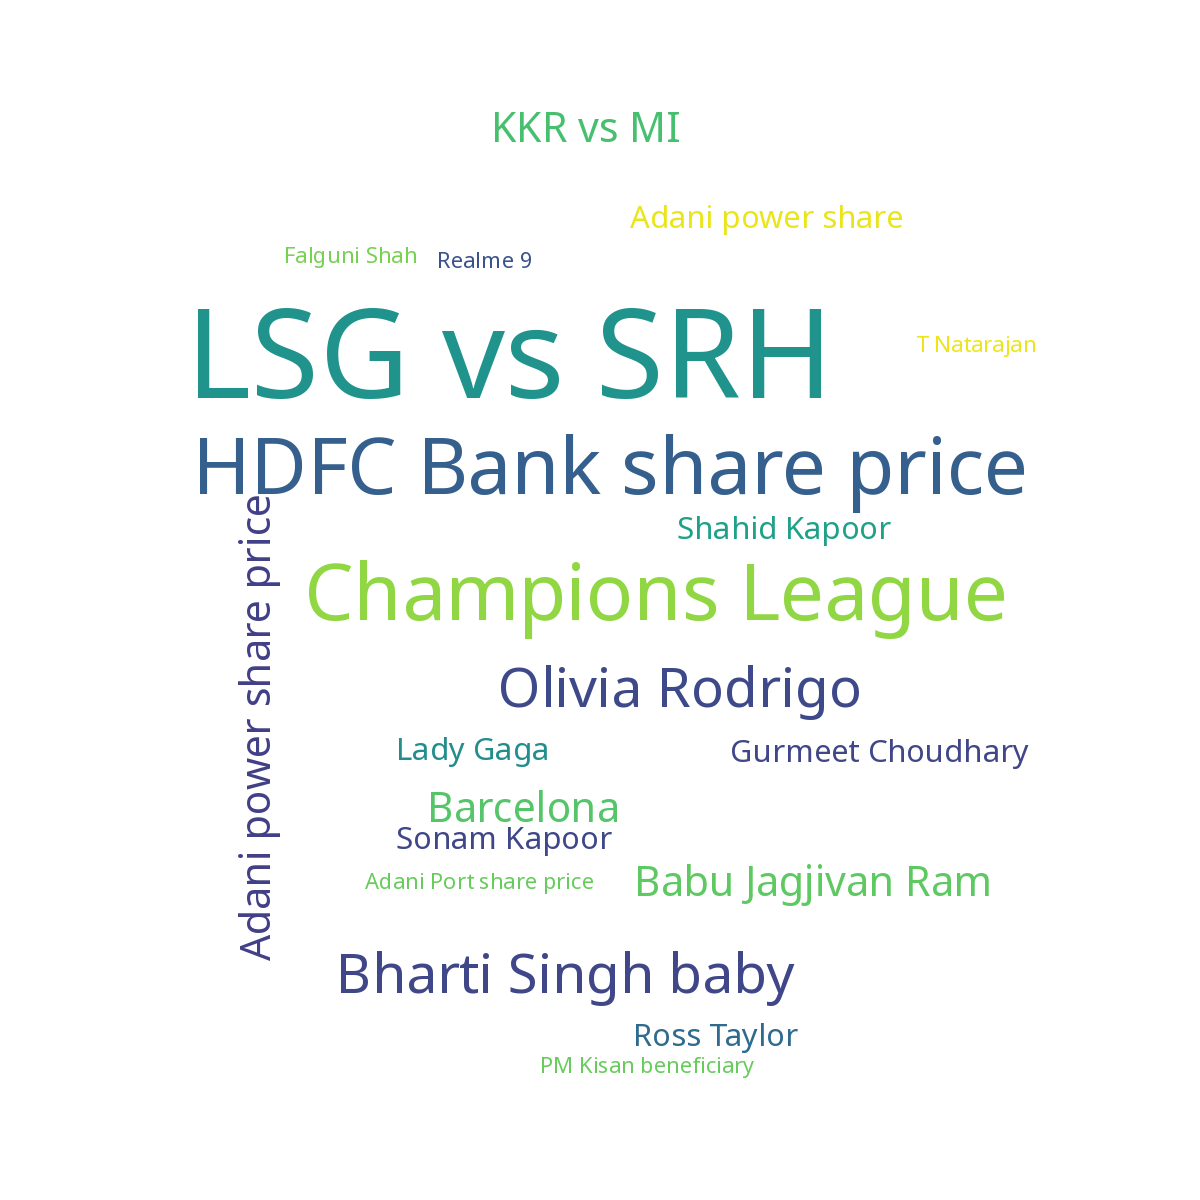 KKR vs MI
Adani power share
Falguni Shah
Realme 9
LSG vs SRH
T Natarajan
HDFC Bank share price
Adani power share price
Shahid Kapoor
Champions League
Olivia Rodrigo
Lady Gaga
Gurmeet Choudhary
Barcelona
Sonam Kapoor
Adani Port share price
Babu Jagjivan Ram
Bharti Singh baby
Ross Taylor
PM Kisan beneficiary